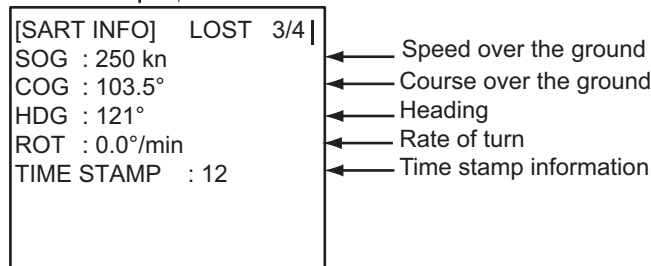 [SART INFO] LOST 3/4
SOG : 250 kn
Speed over the ground
COG : 103.5°
Course over the ground
HDG : 121°
Heading
ROT : 0.0°/min
Rate of turn
TIME STAMP : 12
Time stamp information